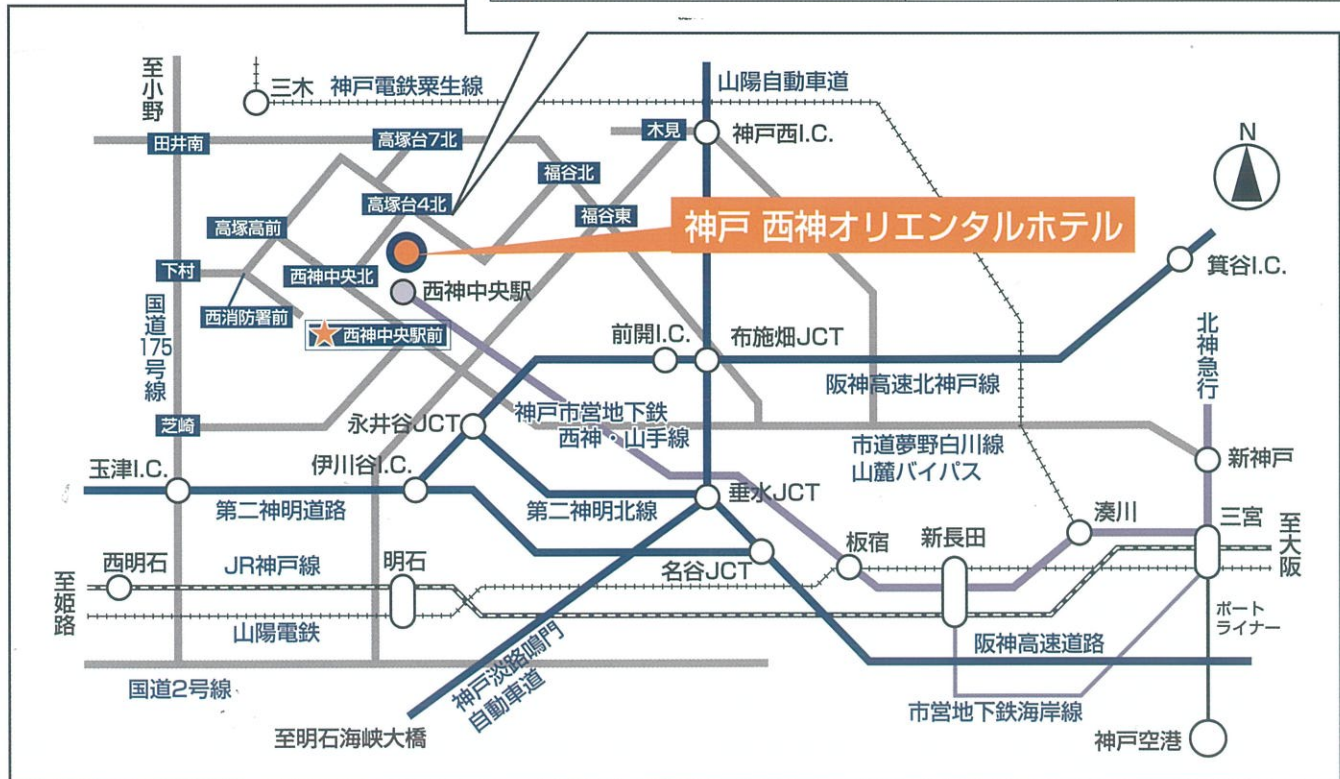 至小野
三木
神戸電鉄粟生線
山陽自動車道
田井南
高塚台7北
木見
神戸西I.C.
N
福谷北
高塚台4北
福谷東
高塚高前
神戸 西神オリエンタルホテル
下村
西神中央北
箕谷I.C.
西神中央駅
西消防署前
国道175号線
西神中央駅前
前開I.C.
布施畑JCT
北神急行
阪神高速北神戸線
芝崎
永井谷JCT
神戸市営地下鉄
西神・山手線
市道夢野白川線
山麓バイパス
新神戸
玉津I.C.
伊川谷I.C.
第二神明道路
第二神明北線
垂水JCT
湊川
三宮
至大阪
板宿
新長田
西明石
JR神戸線
明石
名谷JCT
至姫路
山陽電鉄
ポート
ライナー
阪神高速道路
国道2号線
神戸淡路鳴門
自動車道
市営地下鉄海岸線
至明石海峡大橋
神戸空港